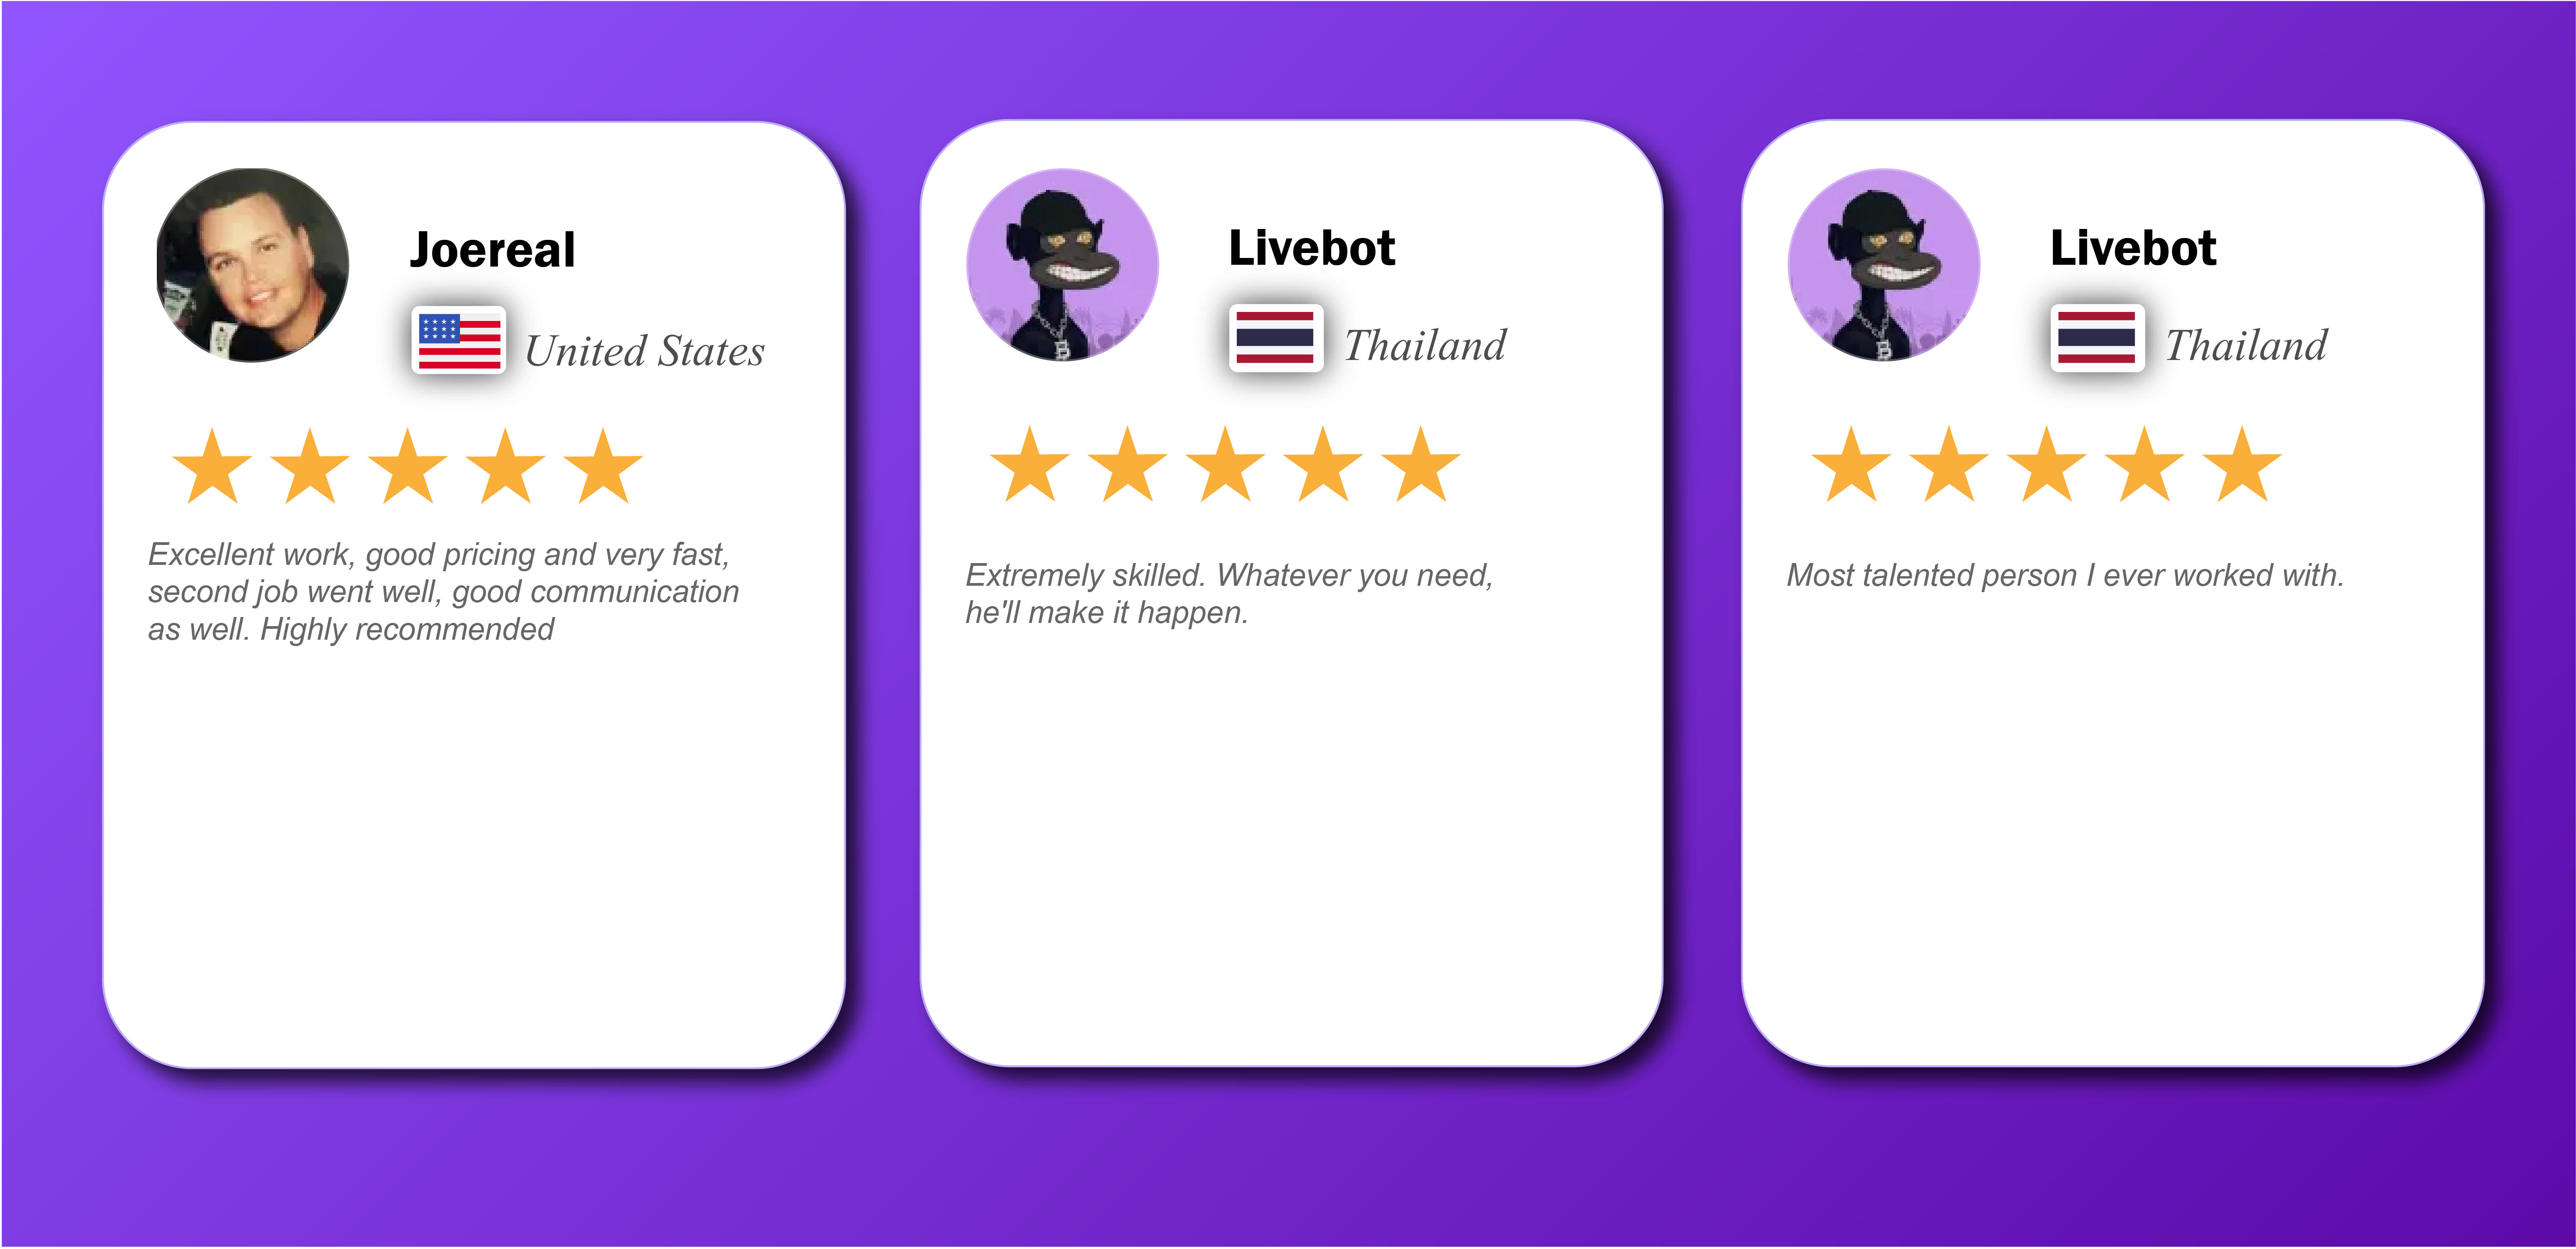 Joereal
United States
Excellent work, good pricing and very fast,
second job went well, good communication
as well. Highly recommended
Livebot
Thailand
Extremely skilled. Whatever you need,
he'll make it happen.
Livebot
Thailand
Most talented person I ever worked with.